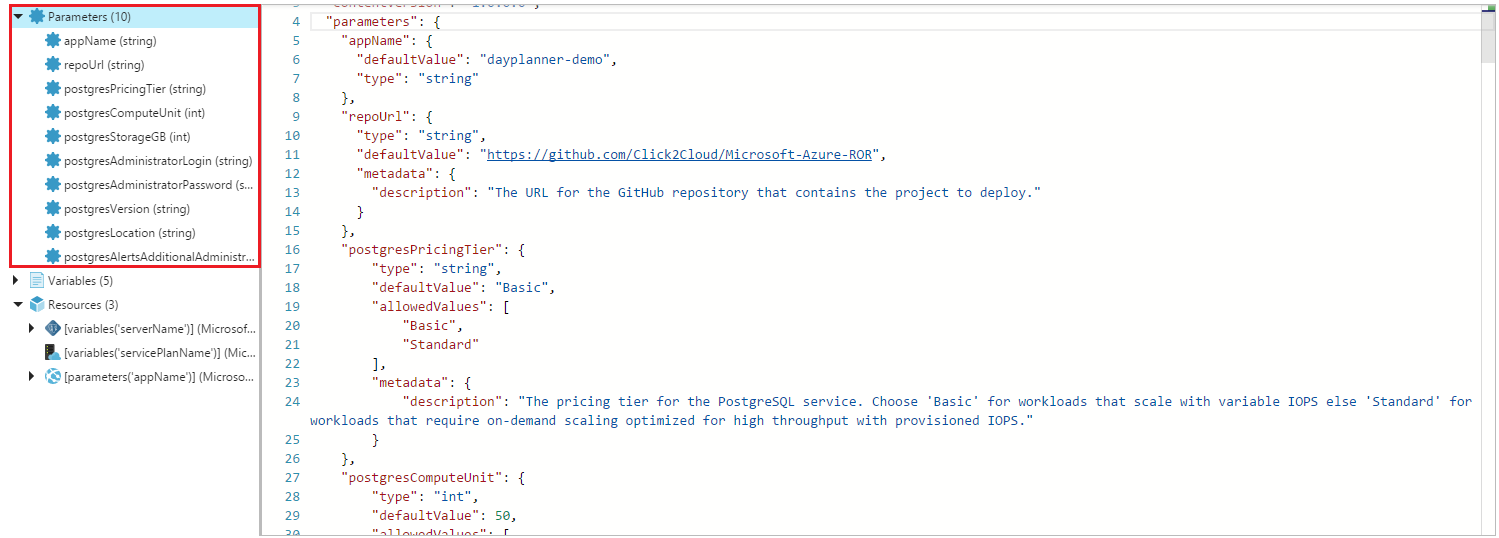 Parameters (10)
appName (string)
repoUrl (string)
postgresPricingTier (string)
postgresComputeUnit (int)
postgresStorageGB (int)
postgresAdministratorLogin (string)
postgresAdministratorPassword (s...
postgresVersion (string)
postgresLocation (string)
postgresAlertsAdditionalAdministr...
Variables (5)
Resources (3)
[variables('serverName')] (Microsof...
[variables('servicePlanName')] (Mic...
[parameters('appName')] (Microso...
4 "parameters": {
5 "appName": {
6 "defaultValue": "dayplanner-demo",
7 "type": "string"
8 },
9 "repoUrl": {
10 "type": "string",
11 "defaultValue": "https://github.com/Click2Cloud/Microsoft-Azure-ROR",
12 "metadata": {
13 "description": "The URL for the GitHub repository that contains the project to deploy."
14 }
15 },
16 "postgresPricingTier": {
17 "type": "string",
18 "defaultValue": "Basic",
19 "allowedValues": [
20 "Basic",
21 "Standard"
22 ],
23 "metadata": {
24 "description": "The pricing tier for the PostgreSQL service. Choose 'Basic' for workloads that scale with variable IOPS else 'Standard' for
workloads that require on-demand scaling optimized for high throughput with provisioned IOPS."
25 }
26 },
27 "postgresComputeUnit": {
28 "type": "int",
29 "defaultValue": 50,
30 "allowedValues": [